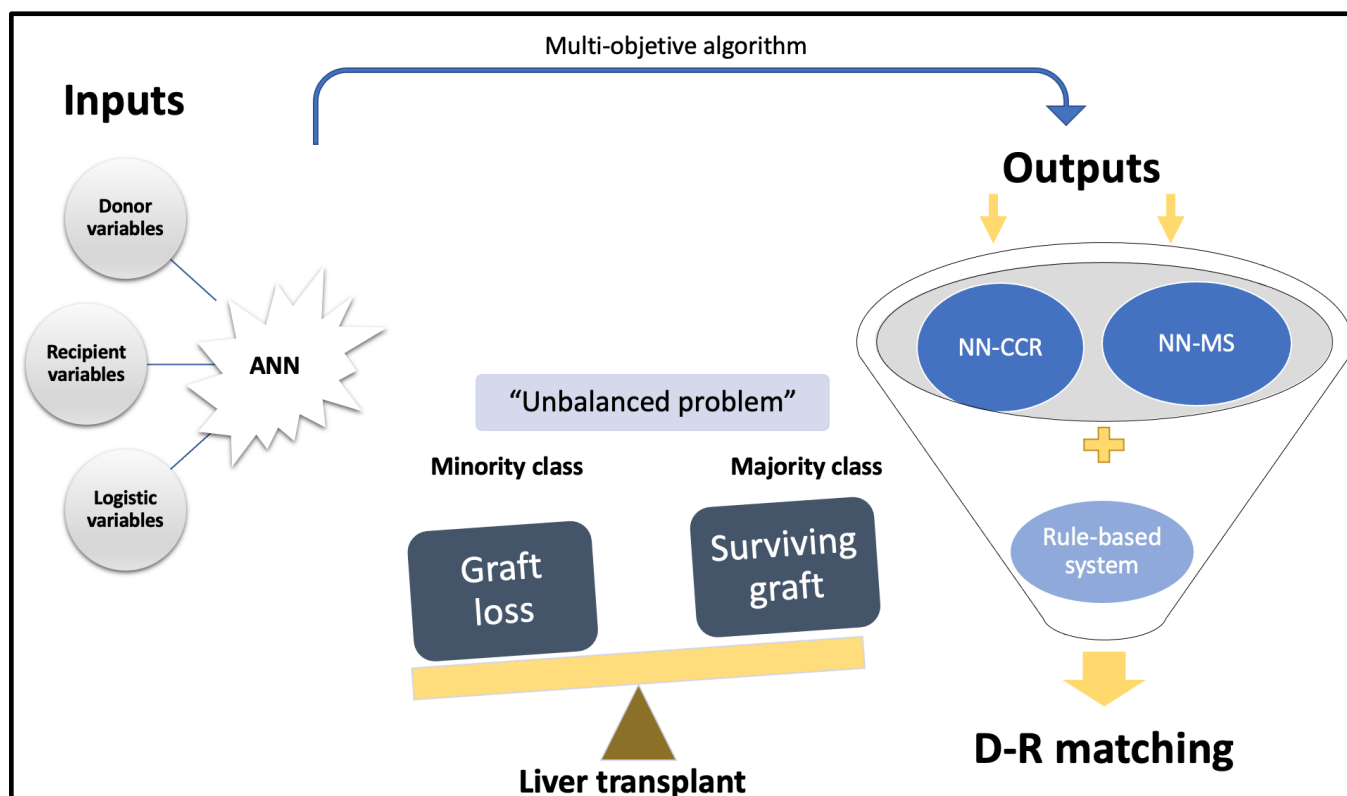 Multi-objetive algorithm
Inputs
Donor
variables
Recipient
variables
Logistic
variables
ANN
"Unbalanced problem"
Minority class
Majority class
Graft
loss
Surviving
graft
Liver transplant
Outputs
NN-CCR
NN-MS
Rule-based
system
D-R matching